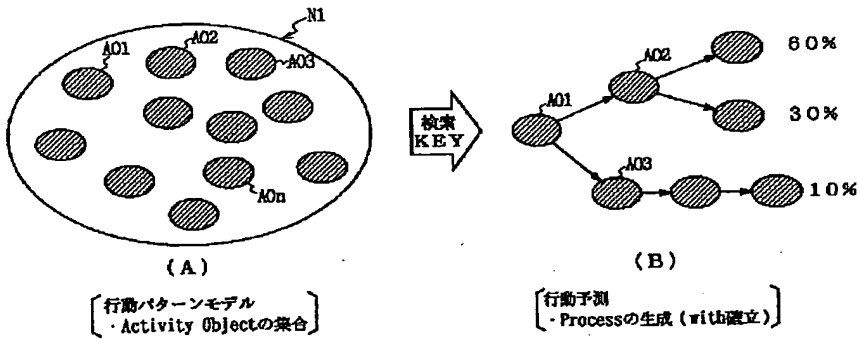 N1
AO1
AO2
AO3
AOn
(A)
行動パターンモデル
・Activity Objectの集合
検索
KEY
AO1
AO2
AO3
60%
30%
10%
(B)
行動予測
・Processの生成(with確立)